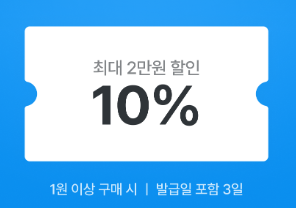 최대 2만원 할인
10%
1원 이상 구매 시 | 발급일 포함 3일